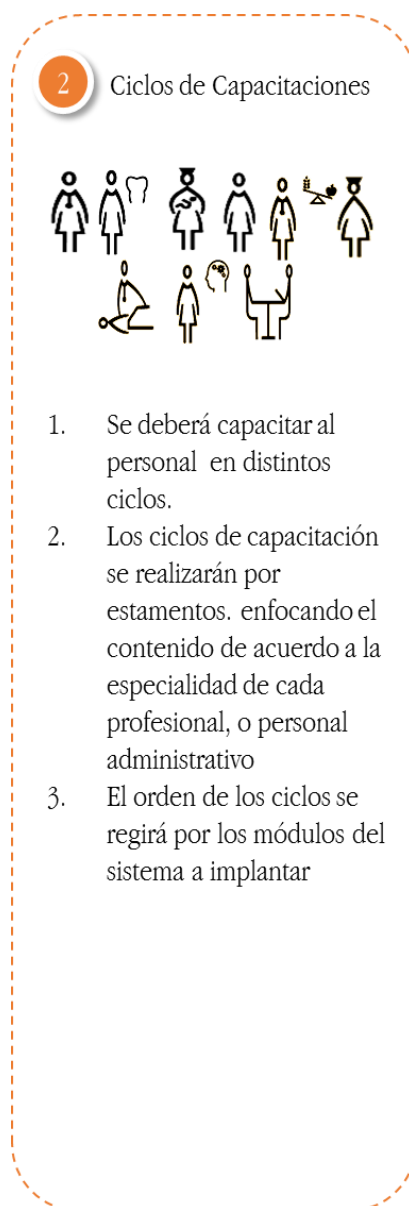 2
Ciclos de Capacitaciones
1. Se deberá capacitar al
personal en distintos
ciclos.
2. Los ciclos de capacitación
se realizarán por
estamentos. enfocando el
contenido de acuerdo a la
especialidad de cada
profesional, o personal
administrativo
3. El orden de los ciclos se
regirá por los módulos del
sistema a implantar